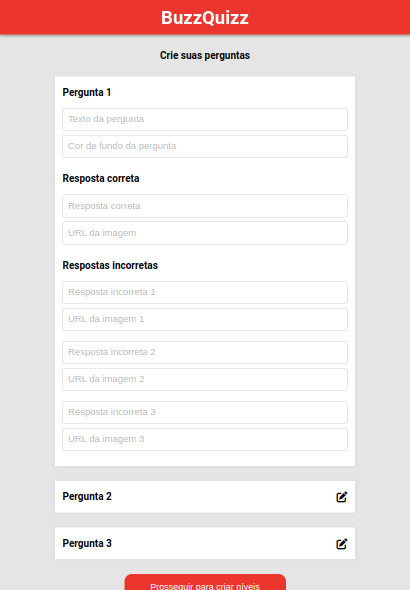 BuzzQuizz
Crie suas perguntas
Pergunta 1
Texto da pergunta
Cor de fundo da pergunta
Resposta correta
Resposta correta
URL da imagem
Respostas incorretas
Resposta incorreta 1
URL da imagem 1
Resposta incorreta 2
URL da imagem 2
Resposta incorreta 3
URL da imagem 3
Pergunta 2
Pergunta 3
Prosseguir para criar níveis